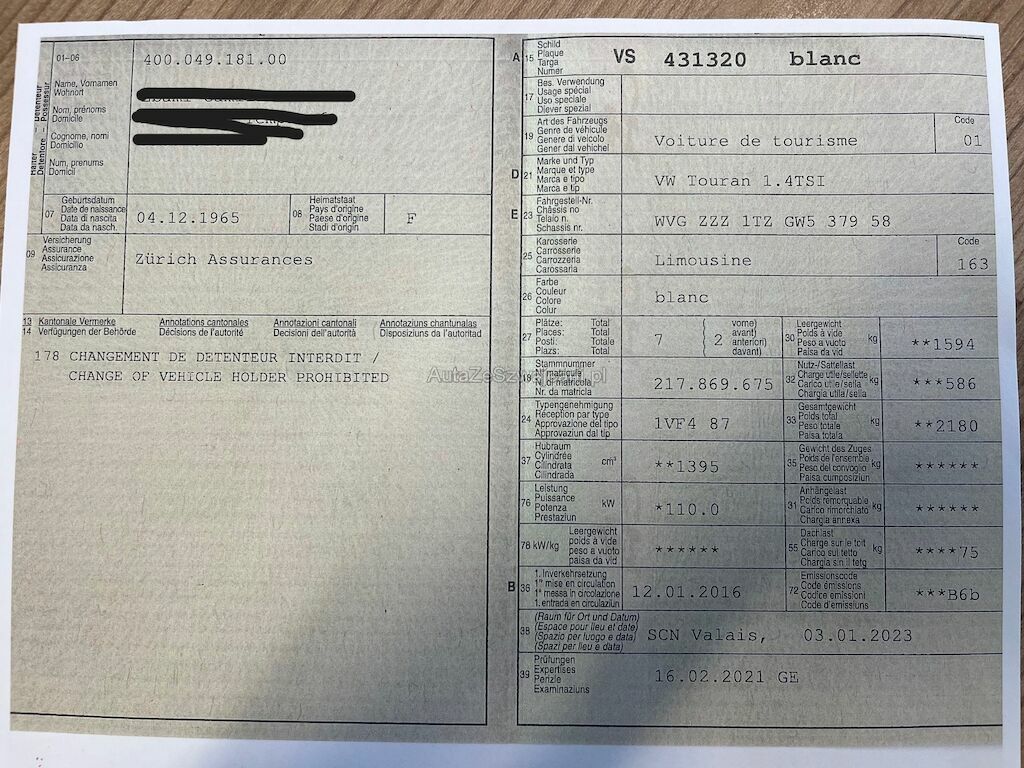 01-06
400.049.181.00
Halter Détenteur
Detentore Possessur
Name, Vornamen
Wohnort
Nom, prénoms
Domicile
Cognome, nomi
Domicilio
Num, prenums
Domicil
07
Geburtsdatum
Date de naissance
Data di nascita
Data da nasch.
04.12.1965
08
Heimatstaat
Pays d'origine
Paese d'origine
Stadi d'origin
F
09
Versicherung
Assurance
Assicurazione
Assicuranza
Zürich Assurances
13 Kantonale Vermerke Annotations cantonales Annotazioni cantonali Annotaziuns chantunalas
14 Verfügungen der Behörde Décisions de l'autorité Decisioni dell'autorità Disposiziuns da l'autoritad
178 CHANGEMENT DE DETENTEUR INTERDIT /
CHANGE OF VEHICLE HOLDER PROHIBITED
A 15
Schild
Plaque
Targa
Numer
VS 431320 blanc
17
Bes. Verwendung
Usage spécial
Uso speciale
Diever spezial
19
Art des Fahrzeugs
Genre de véhicule
Genere di veicolo
Gener dal vehichel
Voiture de tourisme
Code
01
D 21
Marke und Typ
Marque et type
Marca e tipo
Marca e tip
VW Touran 1.4TSI
E 23
Fahrgestell-Nr.
Châssis no
Telaio n.
Schassis nr.
WVG ZZZ 1TZ GW5 379 58
25
Karosserie
Carrosserie
Carrozzeria
Carossaria
Limousine
Code
163
26
Farbe
Couleur
Colore
Colur
blanc
27
Plätze: Total
Places: Total
Posti: Totale
Plazs: Total
7
2
vorne)
avant)
anteriori)
davant)
30
Leergewicht
Poids à vide
Peso a vuoto
Paisa da vid
kg
**1594
18
Stammnummer
N° matricule
N. di matricola
Nr. da matricla
217.869.675
32
Nutz-/Sattellast
Charge utile/sellette
Carico utile/sella
Chargia utila/sella
kg
***586
24
Typengenehmigung
Réception par type
Approvazione del tipo
Approvaziun dal tip
1VF4 87
33
Gesamtgewicht
Poids total
Peso totale
Paisa totala
kg
**2180
37
Hubraum
Cylindrée
Cilindrata
Cilindrada
cm³
**1395
35
Gewicht des Zuges
Poids de l'ensemble
Peso del convoglio
Paisa cumposiziun
kg
******
76
Leistung
Puissance
Potenza
Prestaziun
kW
*110.0
31
Anhängelast
Poids remorquable
Carico rimorchiato
Chargia annexa
kg
******
78 kW/kg
Leergewicht
poids à vide
peso a vuoto
paisa da vid
******
55
Dachlast
Charge sur le toit
Carico sul tetto
Chargia sin il tetg
kg
****75
B 36
1. Inverkehrsetzung
1re mise en circulation
1a messa in circolazione
1. entrada en circulaziun
12.01.2016
72
Emissionscode
Code émissions
Codice emissioni
Code d'emissiuns
***B6b
38
(Raum für Ort und Datum)
(Espace pour lieu et date)
(Spazio per luogo e data)
(Spazi per lieu e data)
SCN Valais, 03.01.2023
39
Prüfungen
Expertises
Perizie
Examinaziuns
16.02.2021 GE